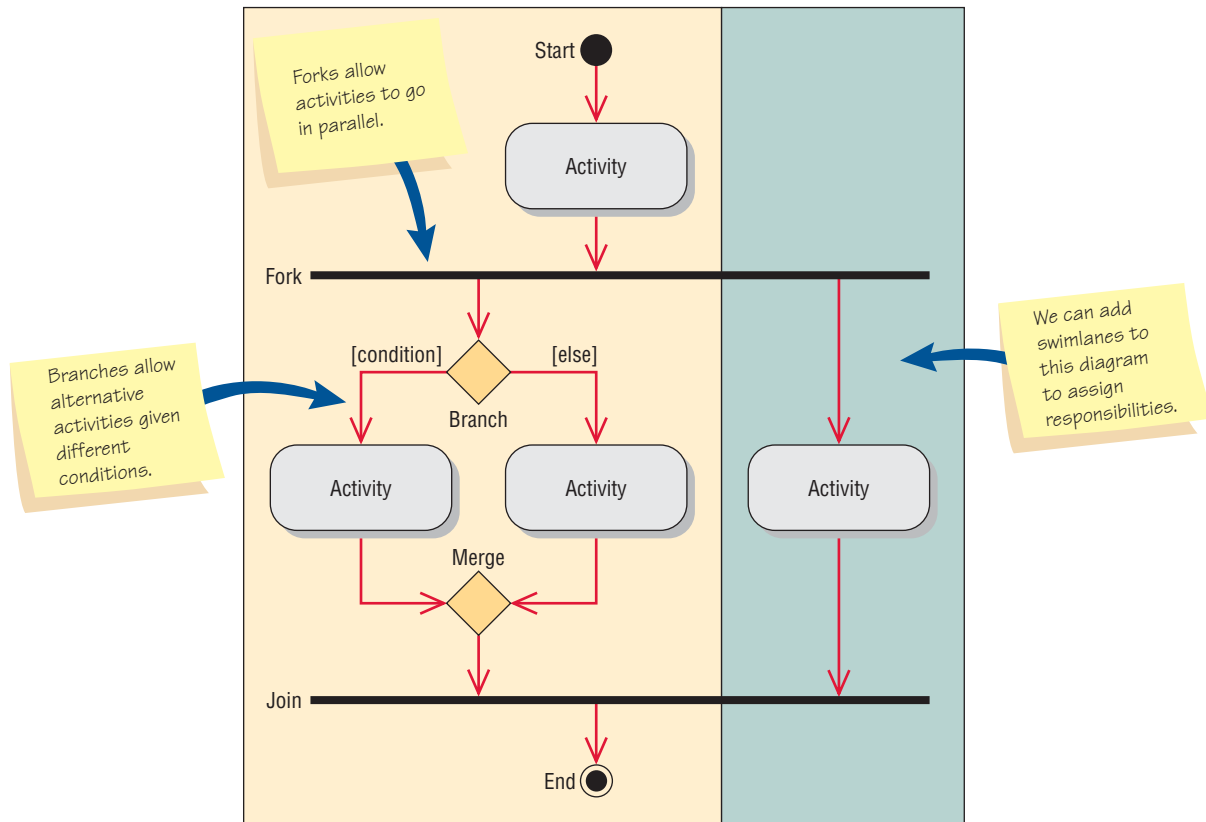 Start
Forks allow
activities to go
in parallel.
Activity
Fork
[condition]
[else]
Branch
Branches allow
alternative
activities given
different
conditions.
We can add
swimlanes to
this diagram
to assign
responsibilities.
Activity
Activity
Activity
Merge
Join
End